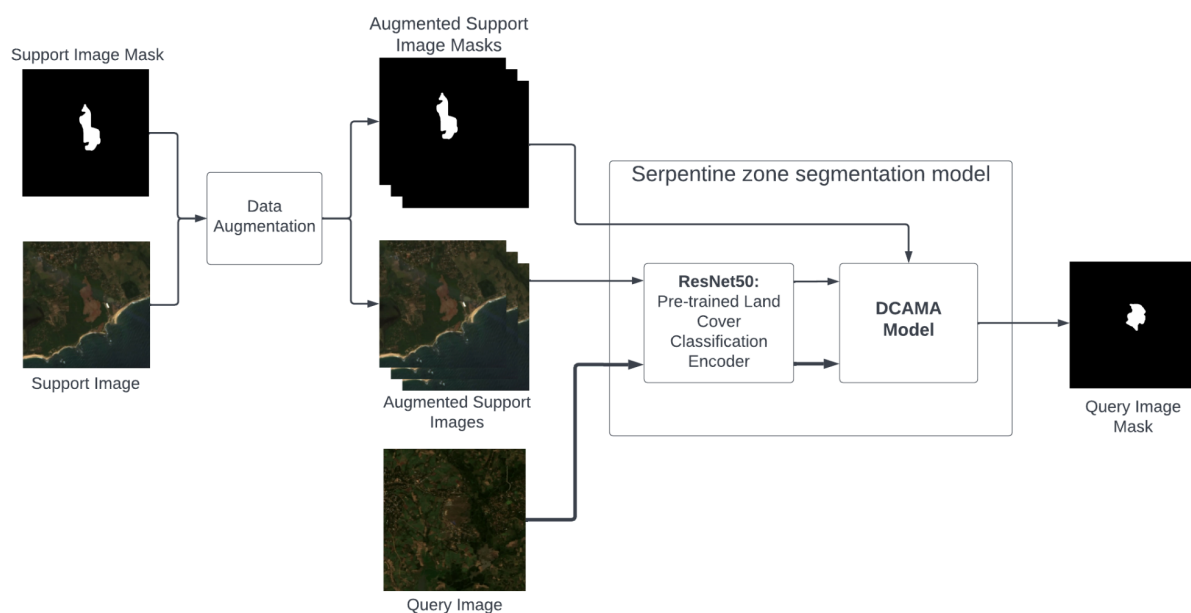 Support Image Mask
Augmented Support
Image Masks
Data
Augmentation
Support Image
Augmented Support
Images
Query Image
Serpentine zone segmentation model
ResNet50:
Pre-trained Land
Cover
Classification
Encoder
DCAMA
Model
Query Image
Mask